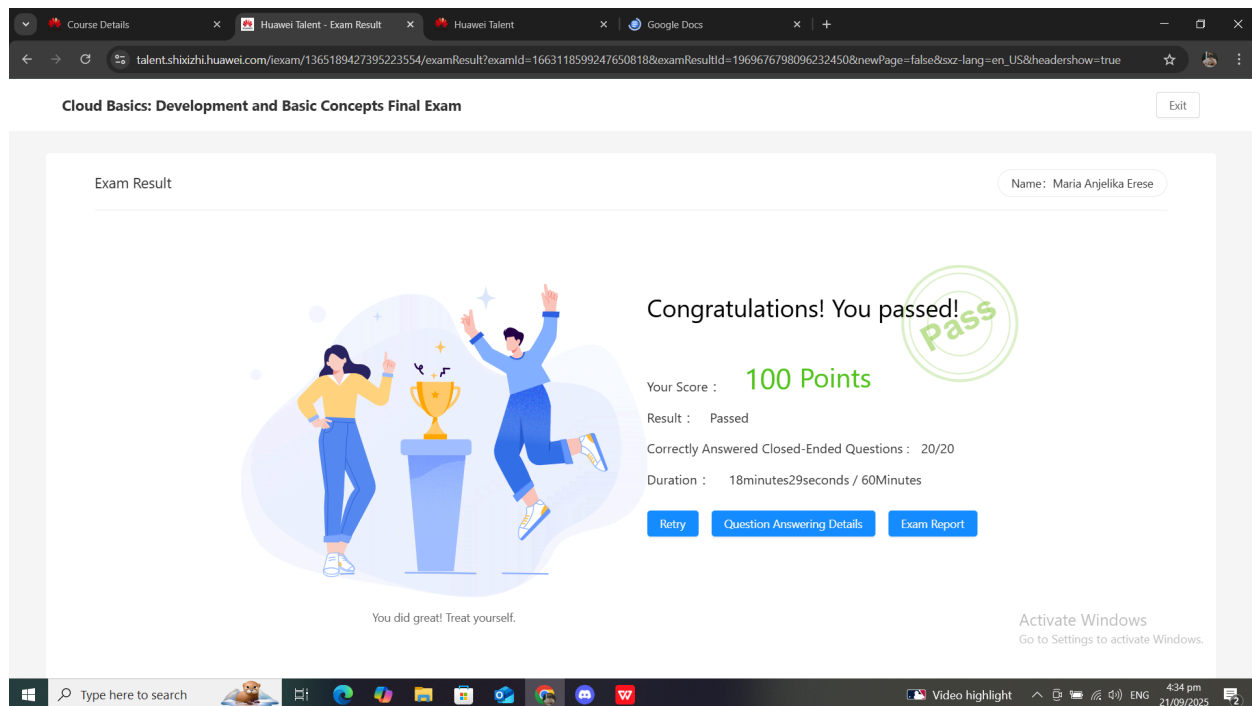 Course Details
Huawei Talent - Exam Result
Huawei Talent
Google Docs
talent.shixizhi.huawei.com/iexam/1365189427395223554/examResult?examId=1663118599247650818&examResultId=1969676798096232450&newPage=false&sxz-lang=en_US&headershow=true
Cloud Basics: Development and Basic Concepts Final Exam
Exit
Exam Result
Name: Maria Anjelika Erese
Congratulations! You passed!
Pass
Your Score : 100 Points
Result : Passed
Correctly Answered Closed-Ended Questions : 20/20
Duration : 18minutes29seconds / 60Minutes
Retry
Question Answering Details
Exam Report
You did great! Treat yourself.
Activate Windows
Go to Settings to activate Windows.
Type here to search
Video highlight
ENG
4:34 pm
21/09/2025
2